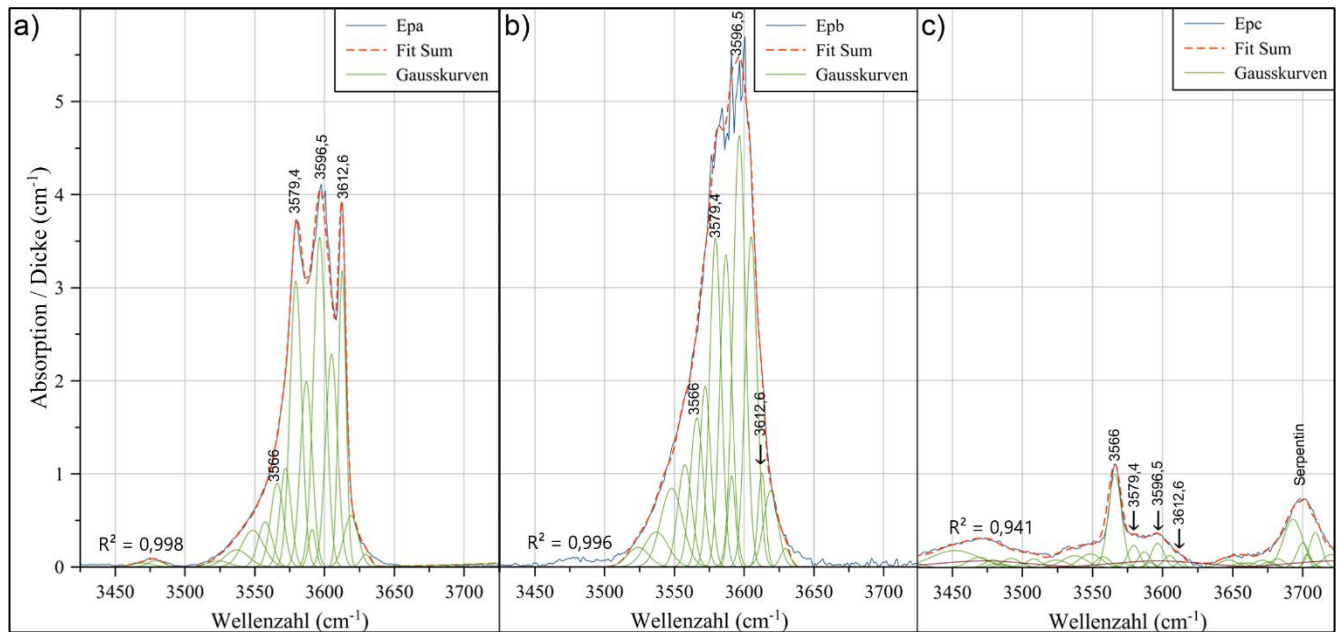 a)
Epa
Fit Sum
Gausskurven
3579,4
3596,5
3612,6
3566
R² = 0,998
b)
Epb
Fit Sum
Gausskurven
3596,5
3579,4
3566
3612,6
R² = 0,996
c)
Epc
Fit Sum
Gausskurven
3566
3579,4
3596,5
3612,6
Serpentin
R² = 0,941
Absorption / Dicke (cm⁻¹)
5
4
3
2
1
0
3450 3500 3550 3600 3650 3700
3450 3500 3550 3600 3650 3700
3450 3500 3550 3600 3650 3700
Wellenzahl (cm⁻¹)
Wellenzahl (cm⁻¹)
Wellenzahl (cm⁻¹)